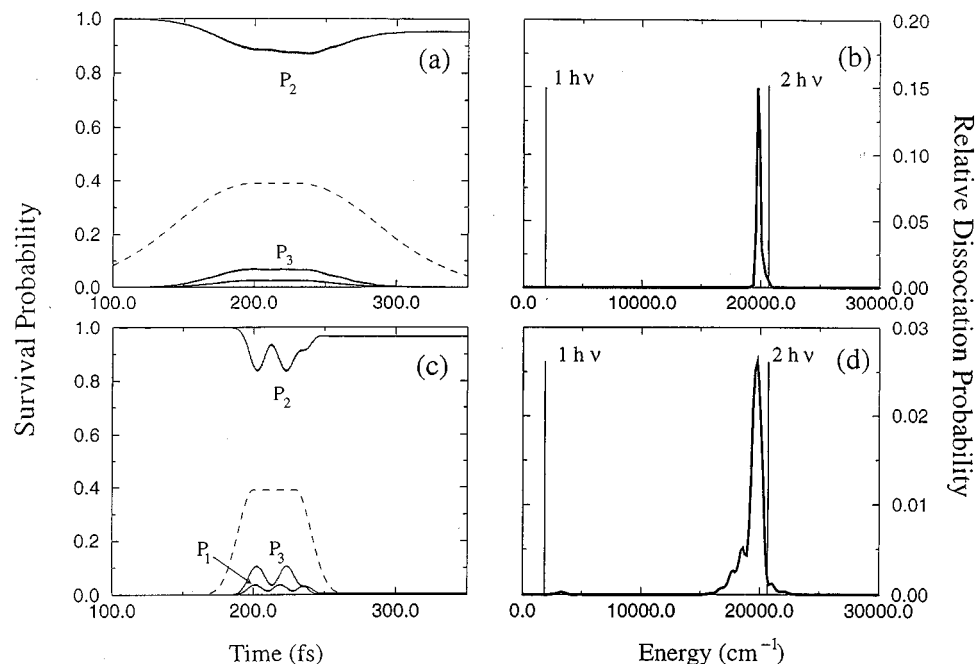 Survival Probability
1.0
0.8
0.6
0.4
0.2
0.0
(a)
P2
P3
100.0 200.0 300.0
(b)
1 hν
2 hν
0.20
0.15
0.10
0.05
0.00
0.0 10000.0 20000.0 30000.0
Relative Dissociation Probability
1.0
0.8
0.6
0.4
0.2
0.0
(c)
P2
P1
P3
100.0 200.0 300.0
Time (fs)
(d)
1 hν
2 hν
0.03
0.02
0.01
0.00
0.0 10000.0 20000.0 30000.0
Energy (cm⁻¹)